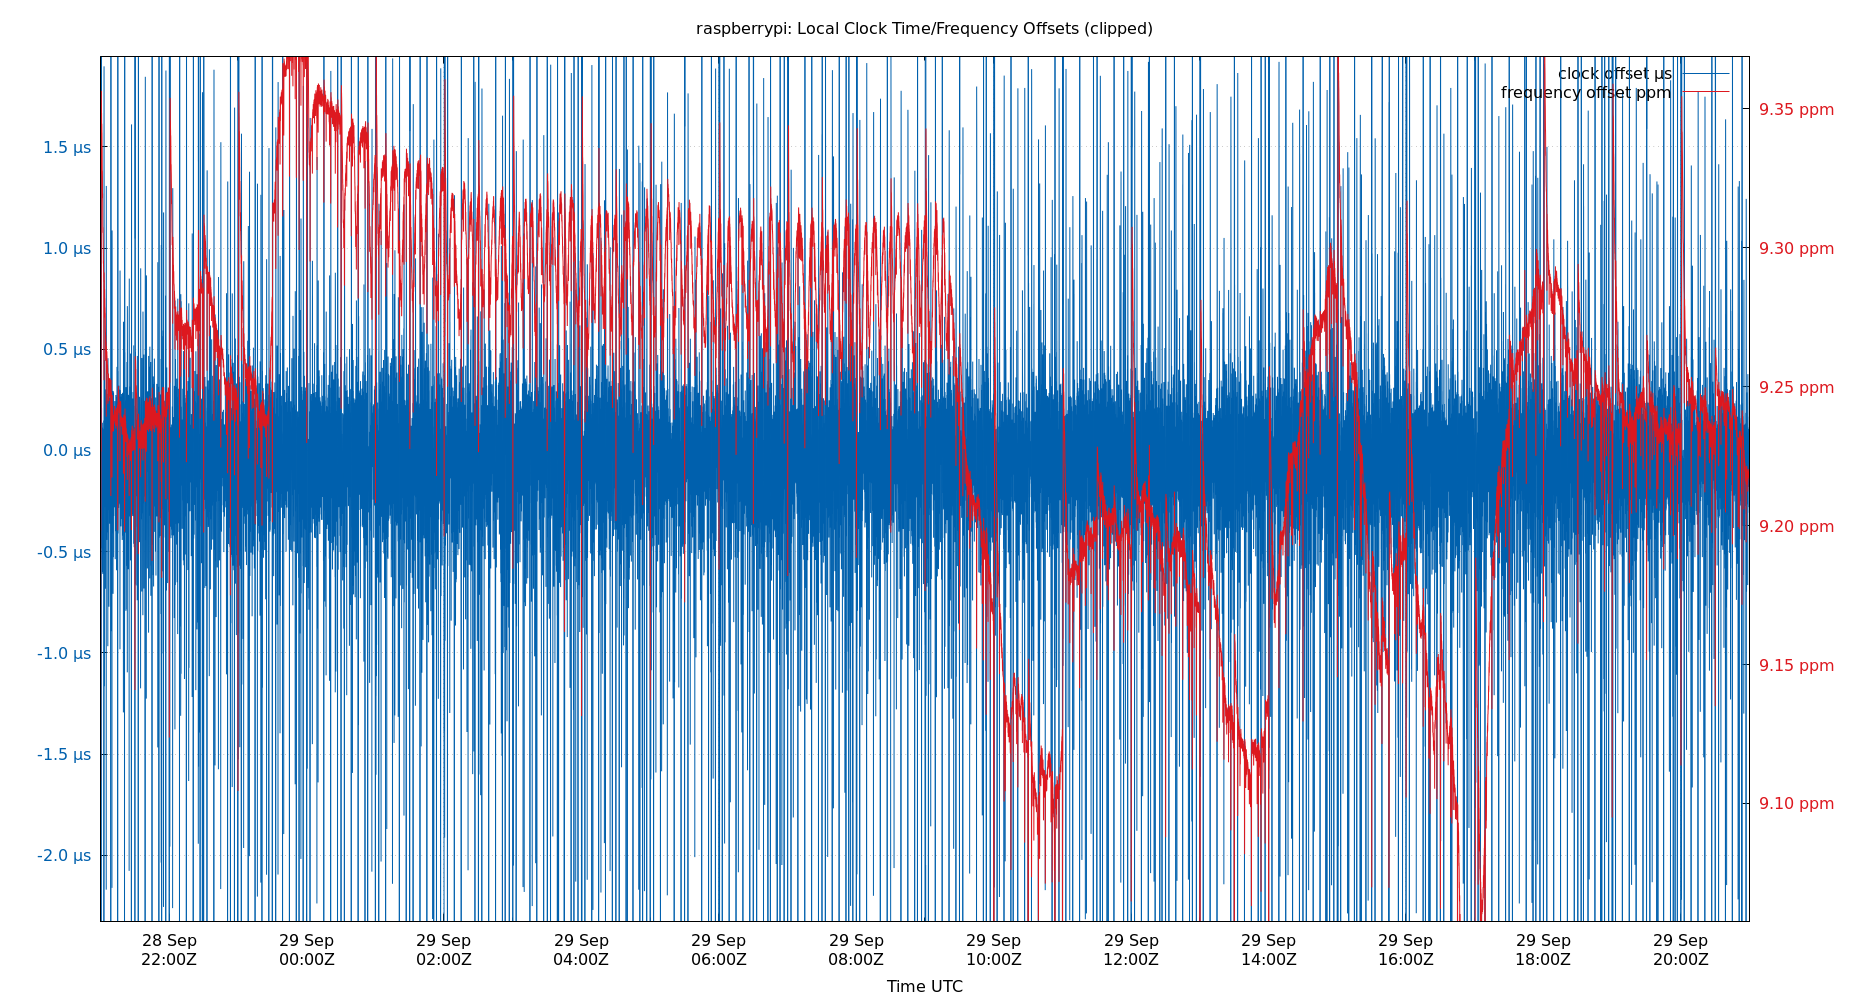 raspberrypi: Local Clock Time/Frequency Offsets (clipped)
clock offset µs
frequency offset ppm
1.5 µs
1.0 µs
0.5 µs
0.0 µs
-0.5 µs
-1.0 µs
-1.5 µs
-2.0 µs
9.35 ppm
9.30 ppm
9.25 ppm
9.20 ppm
9.15 ppm
9.10 ppm
28 Sep 29 Sep 29 Sep 29 Sep 29 Sep 29 Sep 29 Sep 29 Sep 29 Sep 29 Sep 29 Sep 29 Sep
22:00Z 00:00Z 02:00Z 04:00Z 06:00Z 08:00Z 10:00Z 12:00Z 14:00Z 16:00Z 18:00Z 20:00Z
Time UTC